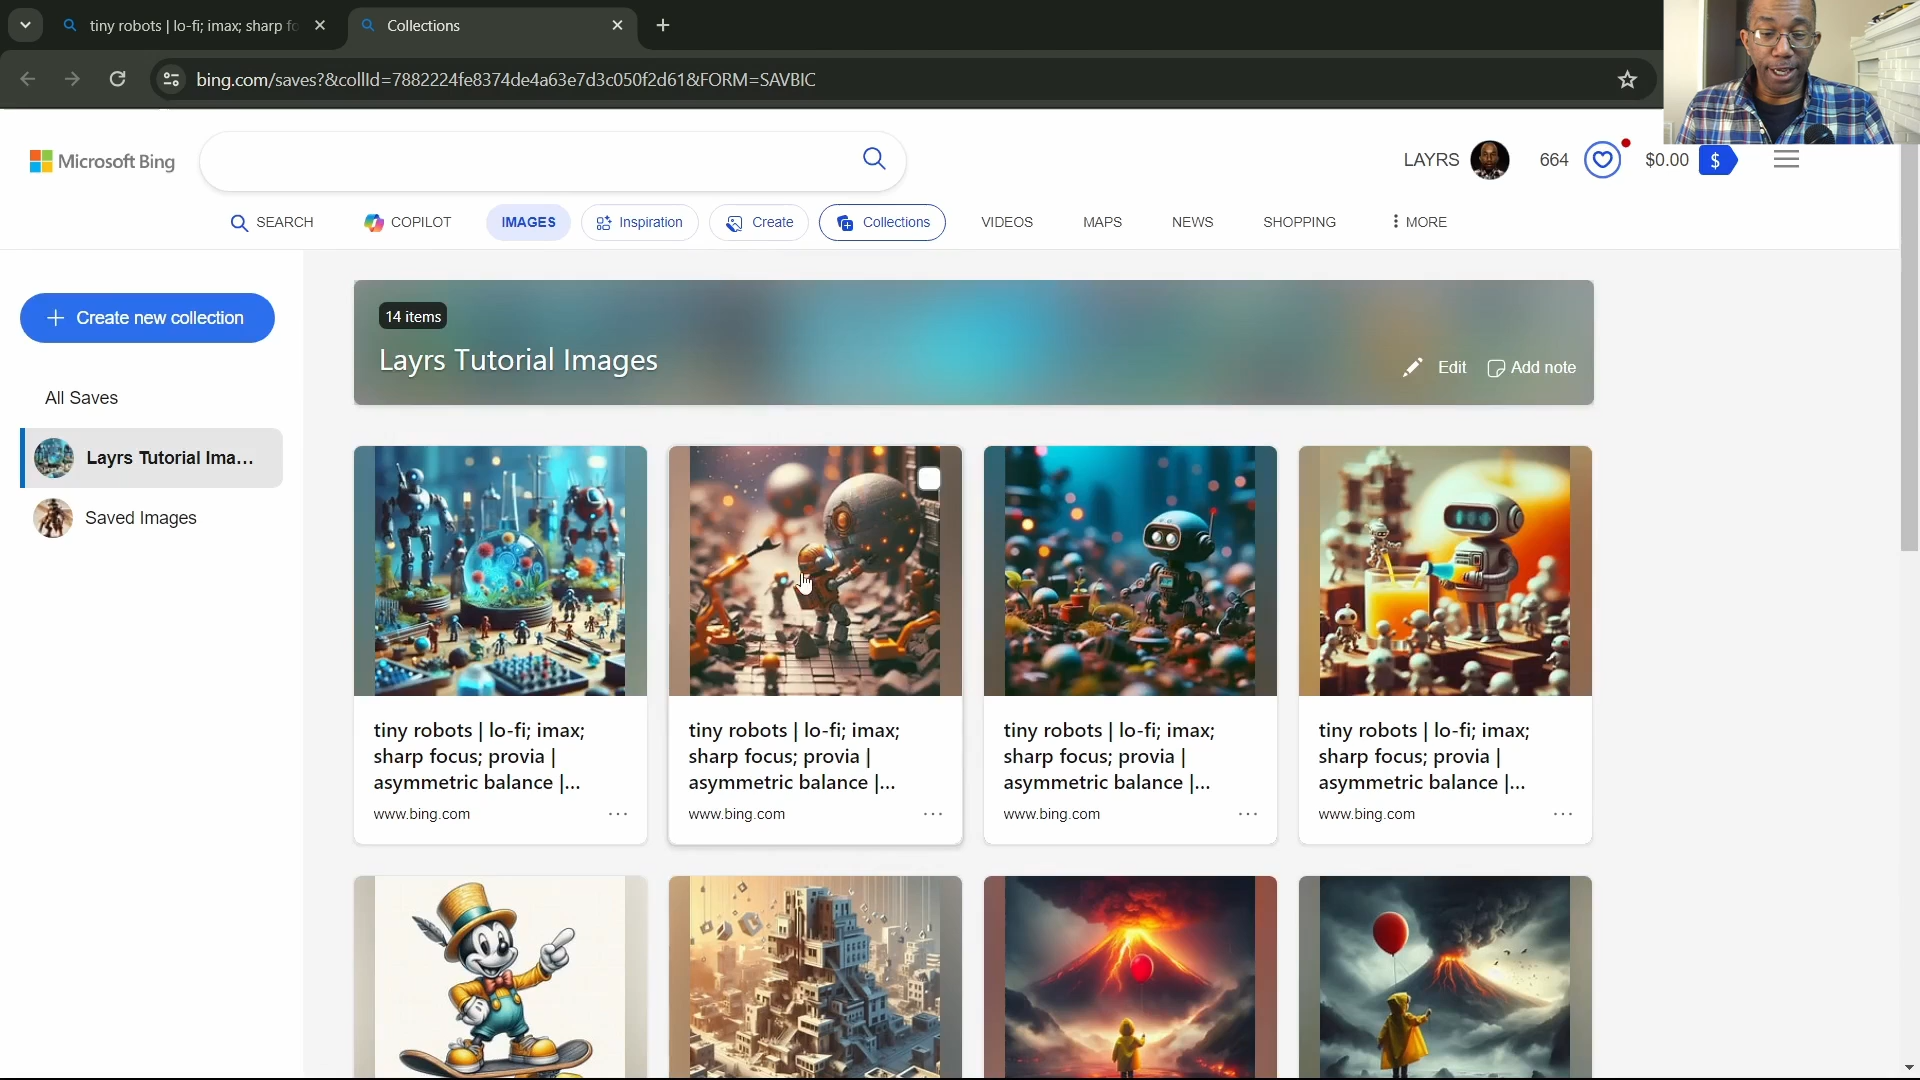 tiny robots | lo-fi; imax; sharp fo
Collections
bing.com/saves?&collId=7882224fe8374de4a63e7d3c050f2d61&FORM=SAVBIC
Microsoft Bing
LAYRS
664
$0.00
$
SEARCH
COPILOT
IMAGES
Inspiration
Create
Collections
VIDEOS
MAPS
NEWS
SHOPPING
MORE
Create new collection
All Saves
Layrs Tutorial Ima...
Saved Images
14 items
Layrs Tutorial Images
Edit
Add note
tiny robots | lo-fi; imax;
sharp focus; provia |
asymmetric balance |...
www.bing.com
tiny robots | lo-fi; imax;
sharp focus; provia |
asymmetric balance |...
www.bing.com
tiny robots | lo-fi; imax;
sharp focus; provia |
asymmetric balance |...
www.bing.com
tiny robots | lo-fi; imax;
sharp focus; provia |
asymmetric balance |...
www.bing.com